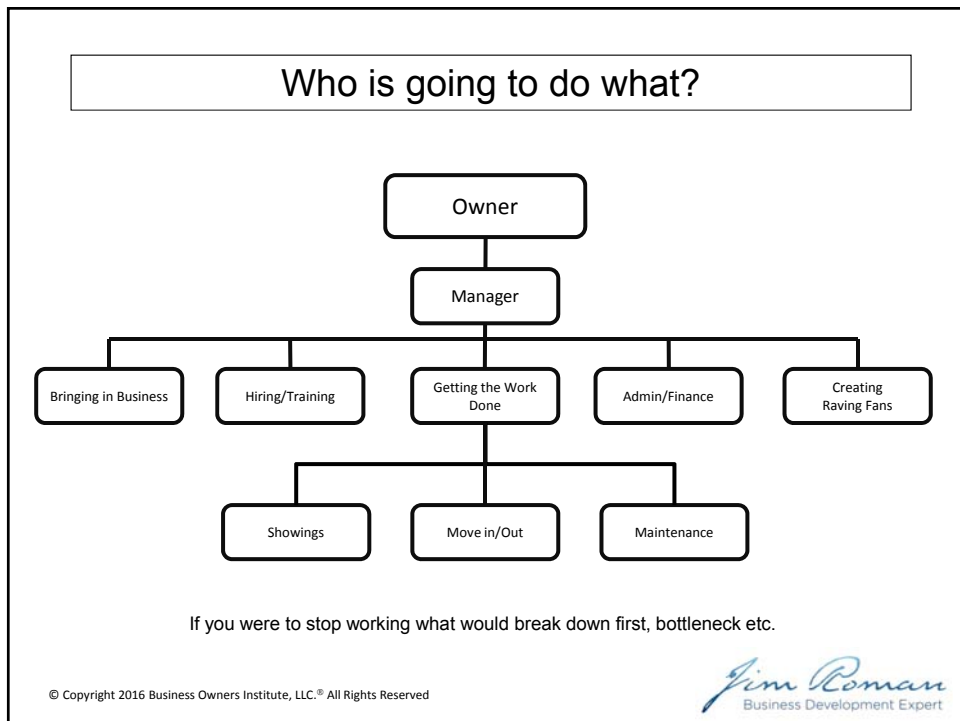 Who is going to do what?
Owner
Manager
Bringing in Business
Hiring/Training
Getting the Work
Done
Admin/Finance
Creating
Raving Fans
Showings
Move in/Out
Maintenance
If you were to stop working what would break down first, bottleneck etc.
© Copyright 2016 Business Owners Institute, LLC.® All Rights Reserved
Jim Roman
Business Development Expert